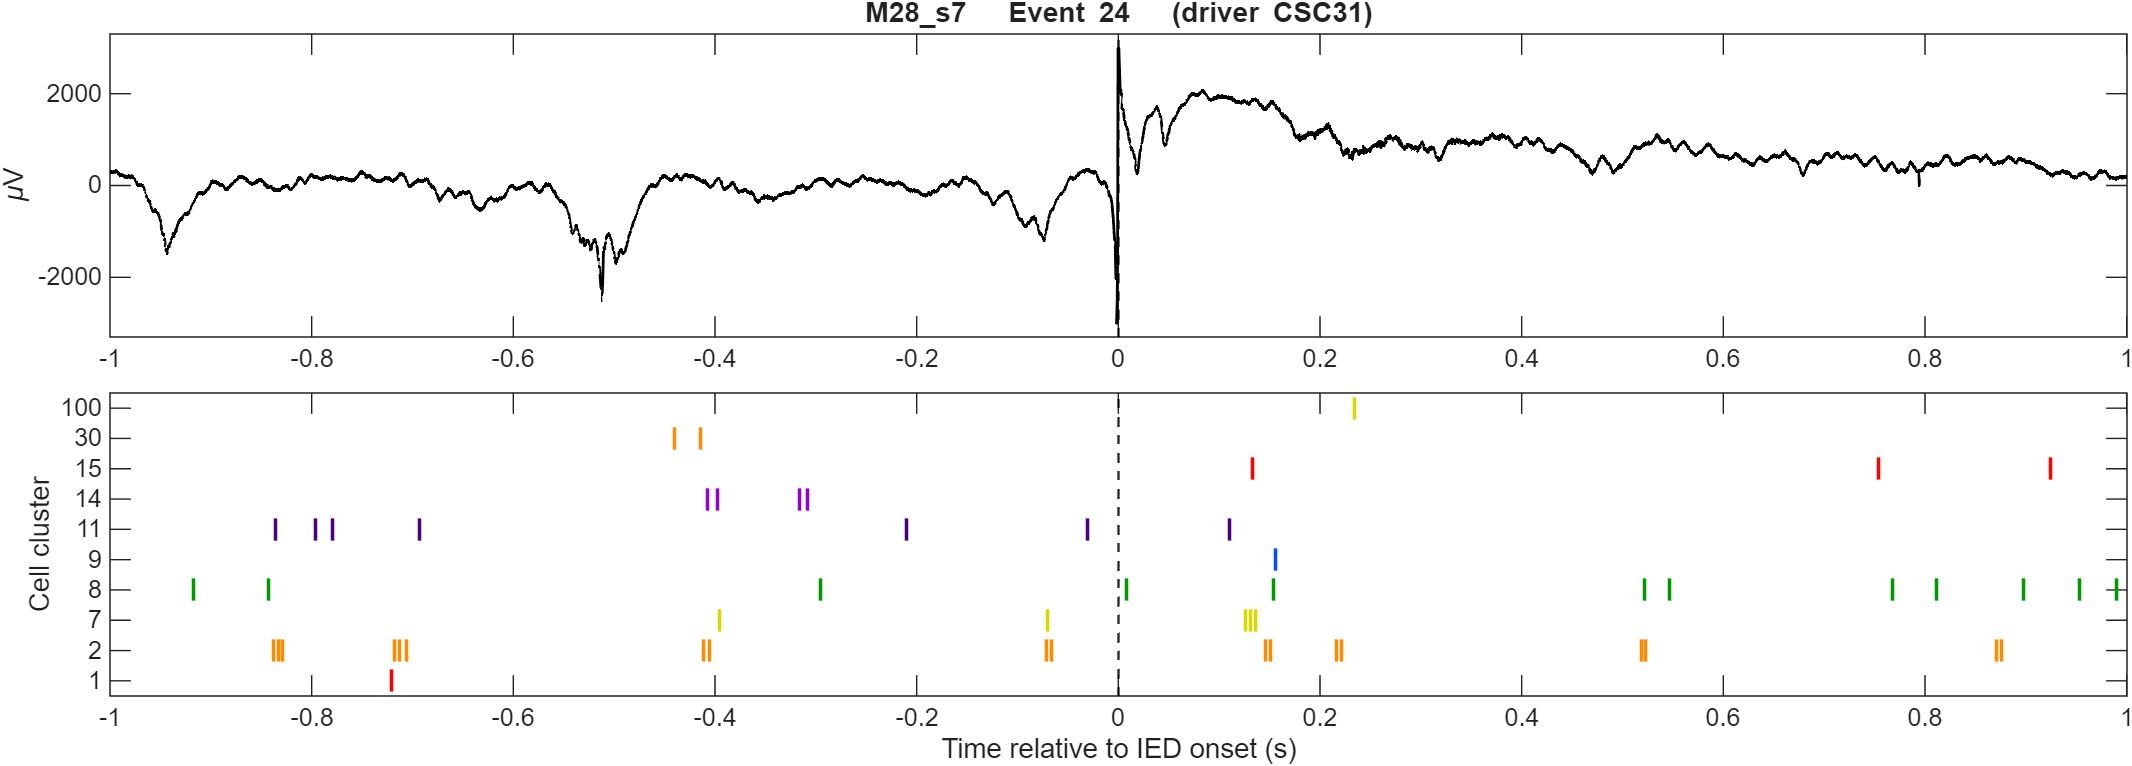 M28_s7 Event 24 (driver CSC31)
µV
2000
0
-2000
-1 -0.8 -0.6 -0.4 -0.2 0 0.2 0.4 0.6 0.8 1
Cell cluster
100
30
15
14
11
9
8
7
2
1
-1 -0.8 -0.6 -0.4 -0.2 0 0.2 0.4 0.6 0.8 1
Time relative to IED onset (s)